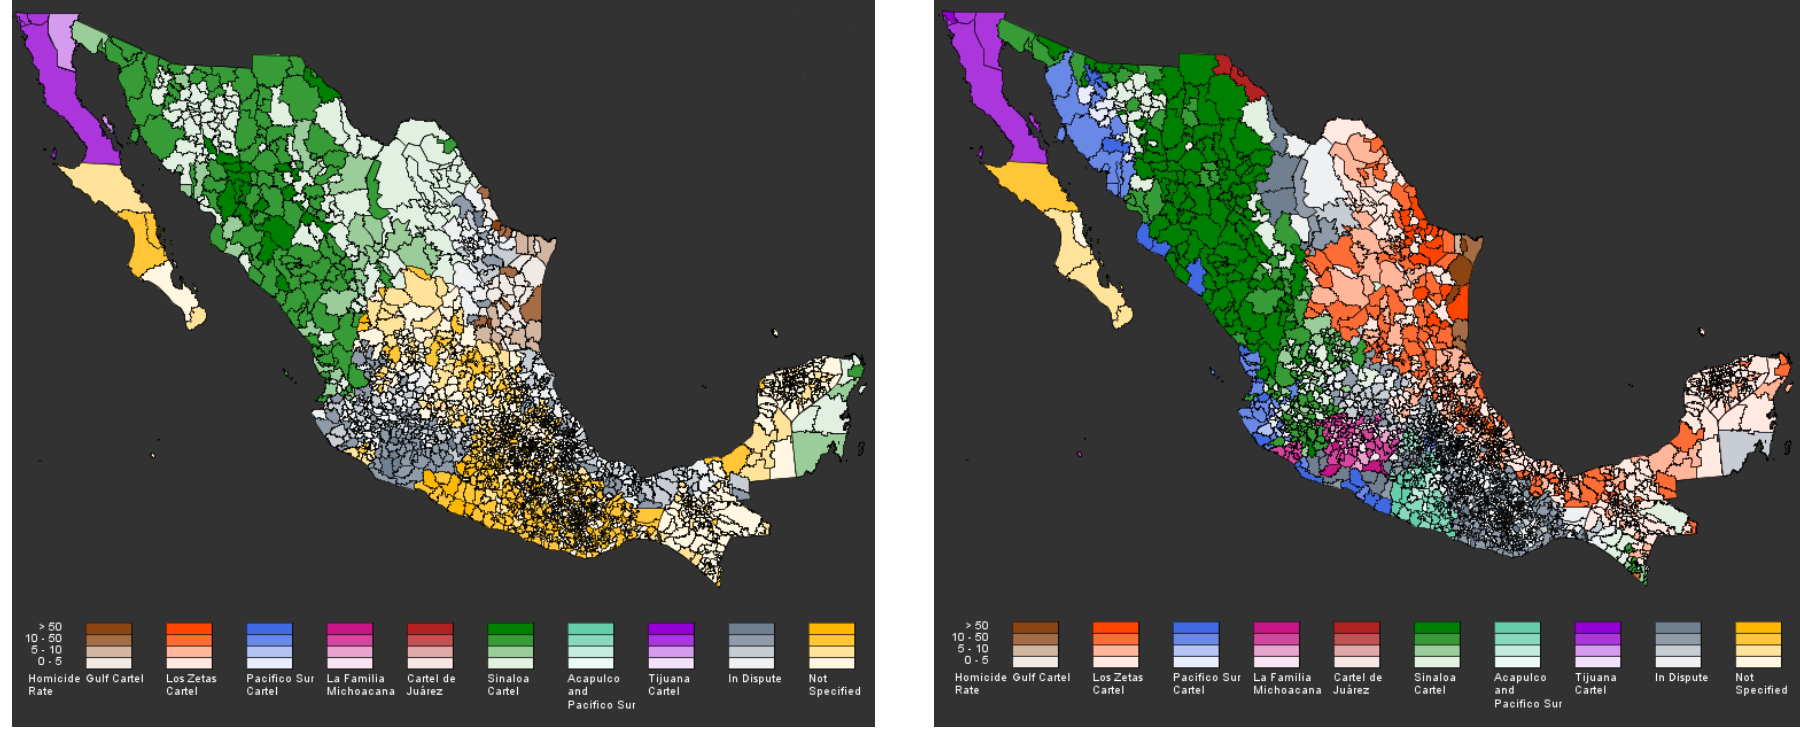 > 50
10 - 50
5 - 10
0 - 5
Homicide Gulf Cartel Los Zetas Pacifico Sur La Familia Cartel de Sinaloa Acapulco Tijuana In Dispute Not
Rate Cartel Cartel Michoacana Juárez Cartel and Cartel Specified
Pacifico Sur
> 50
10 - 50
5 - 10
0 - 5
Homicide Gulf Cartel Los Zetas Pacifico Sur La Familia Cartel de Sinaloa Acapulco Tijuana In Dispute Not
Rate Cartel Cartel Michoacana Juárez Cartel and Cartel Specified
Pacifico Sur